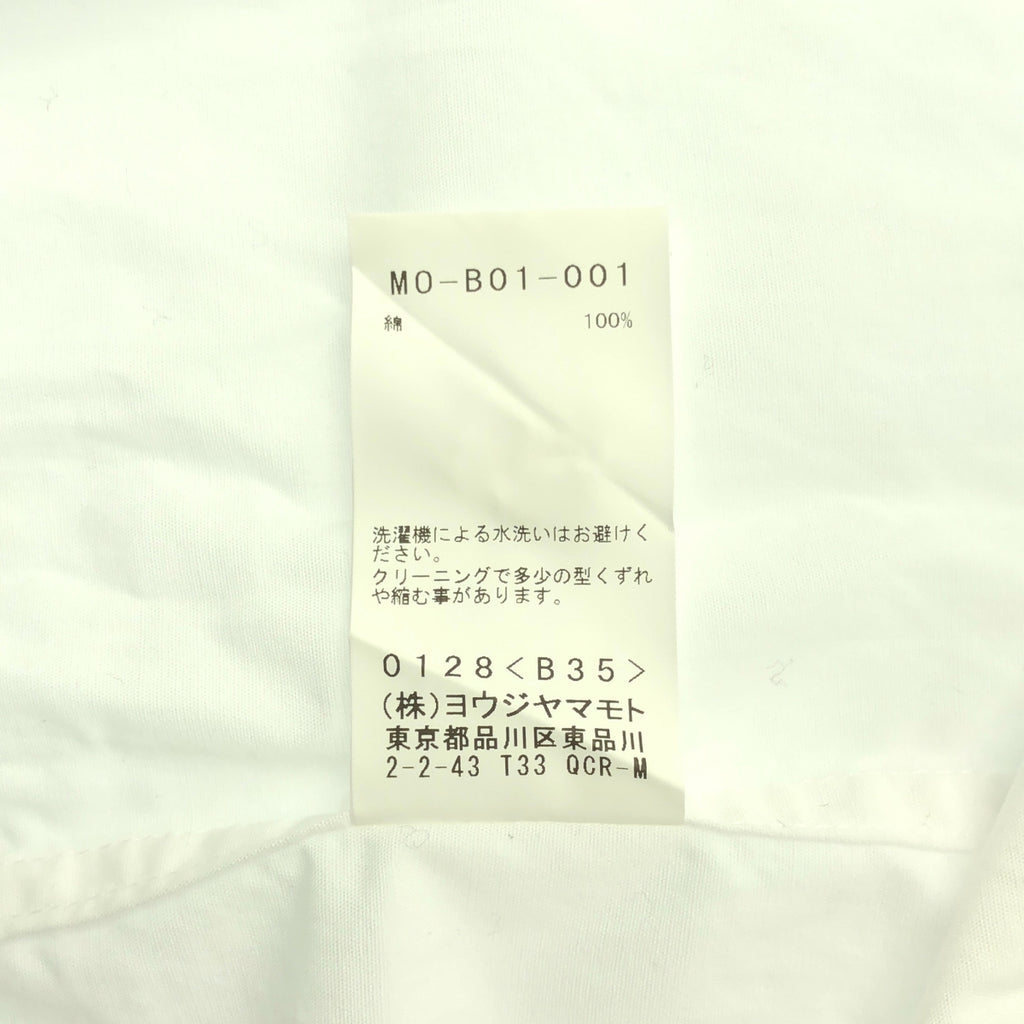 MO-B01-001
綿 100%
洗濯機による水洗いはお避けく
ださい。
クリーニングで多少の型くずれ
や縮む事があります。
0128<B35>
(株)ヨウジヤマモト
東京都品川区東品川
2-2-43 T33 QCR-M